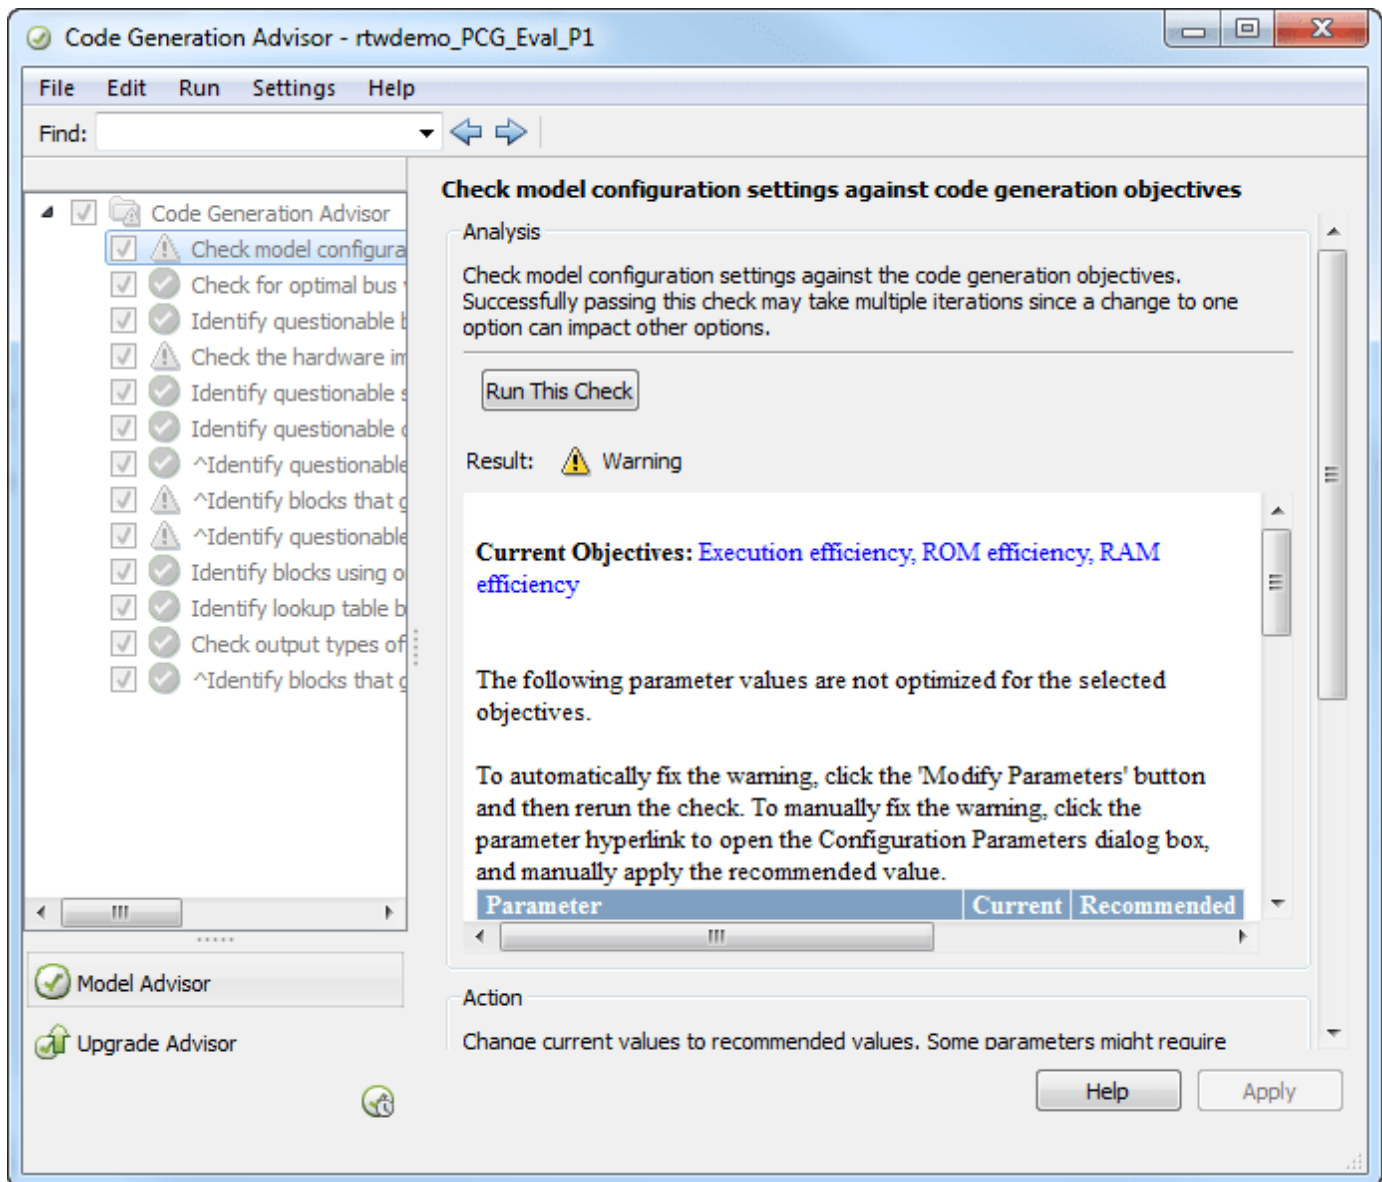 Code Generation Advisor - rtwdemo_PCG_Eval_P1
File Edit Run Settings Help
Find:
Code Generation Advisor
Check model configura
Check for optimal bus
Identify questionable
Check the hardware im
Identify questionable s
Identify questionable
^Identify questionable
^Identify blocks that g
^Identify questionable
Identify blocks using o
Identify lookup table b
Check output types of
^Identify blocks that g
Model Advisor
Upgrade Advisor
Check model configuration settings against code generation objectives
Analysis
Check model configuration settings against the code generation objectives.
Successfully passing this check may take multiple iterations since a change to one
option can impact other options.
Run This Check
Result: Warning
Current Objectives: Execution efficiency, ROM efficiency, RAM
efficiency
The following parameter values are not optimized for the selected
objectives.
To automatically fix the warning, click the 'Modify Parameters' button
and then rerun the check. To manually fix the warning, click the
parameter hyperlink to open the Configuration Parameters dialog box,
and manually apply the recommended value.
Parameter Current Recommended
Action
Change current values to recommended values. Some parameters might require
Help Apply